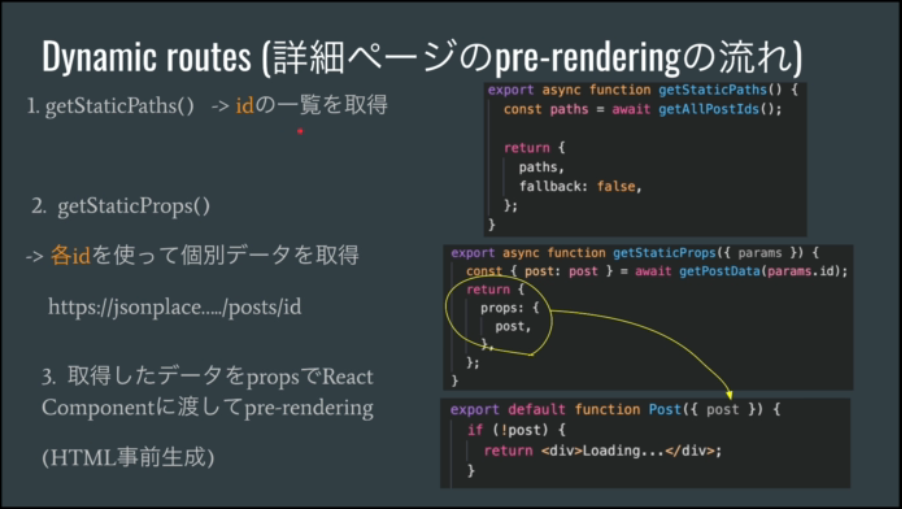 Dynamic routes (詳細ページのpre-renderingの流れ)
1. getStaticPaths() -> idの一覧を取得
export async function getStaticPaths() {
const paths = await getAllPostIds();
return {
paths,
fallback: false,
};
}
2. getStaticProps()
-> 各idを使って個別データを取得
https://jsonplace...../posts/id
export async function getStaticProps({ params }) {
const { post: post } = await getPostData(params.id);
return {
props: {
post,
},
};
}
3. 取得したデータをpropsでReact
Componentに渡してpre-rendering
(HTML事前生成)
export default function Post({ post }) {
if (!post) {
return <div>Loading...</div>;
}